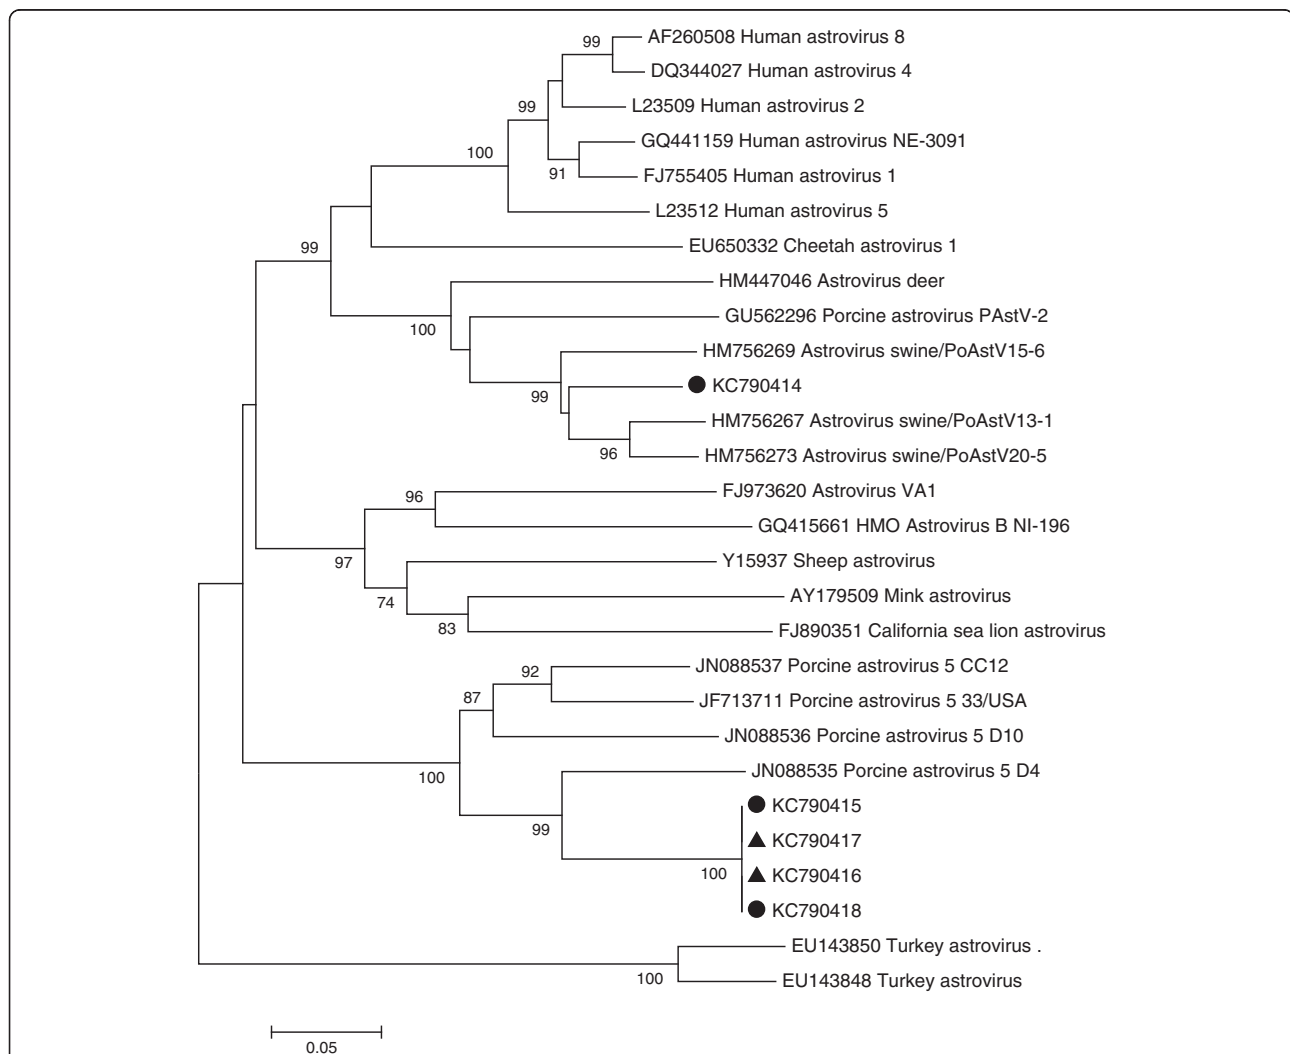 99
AF260508 Human astrovirus 8
DQ344027 Human astrovirus 4
99
L23509 Human astrovirus 2
GQ441159 Human astrovirus NE-3091
100
91
FJ755405 Human astrovirus 1
L23512 Human astrovirus 5
99
EU650332 Cheetah astrovirus 1
HM447046 Astrovirus deer
100
GU562296 Porcine astrovirus PAstV-2
HM756269 Astrovirus swine/PoAstV15-6
99
KC790414
HM756267 Astrovirus swine/PoAstV13-1
96
HM756273 Astrovirus swine/PoAstV20-5
96
FJ973620 Astrovirus VA1
GQ415661 HMO Astrovirus B NI-196
97
Y15937 Sheep astrovirus
74
AY179509 Mink astrovirus
83
FJ890351 California sea lion astrovirus
92
JN088537 Porcine astrovirus 5 CC12
87
JF713711 Porcine astrovirus 5 33/USA
JN088536 Porcine astrovirus 5 D10
100
JN088535 Porcine astrovirus 5 D4
KC790415
99
KC790417
100
KC790416
KC790418
EU143850 Turkey astrovirus .
100
EU143848 Turkey astrovirus
0.05